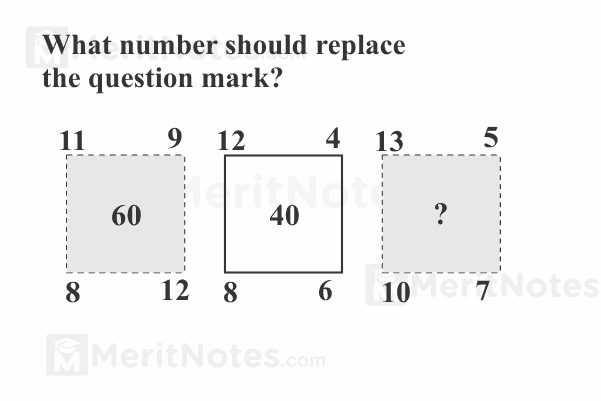 What number should replace
the question mark?
11 9 12 4 13 5
60 40 ?
8 12 8 6 10 7
MeritNotes
MeritNotes
MeritNotes.com